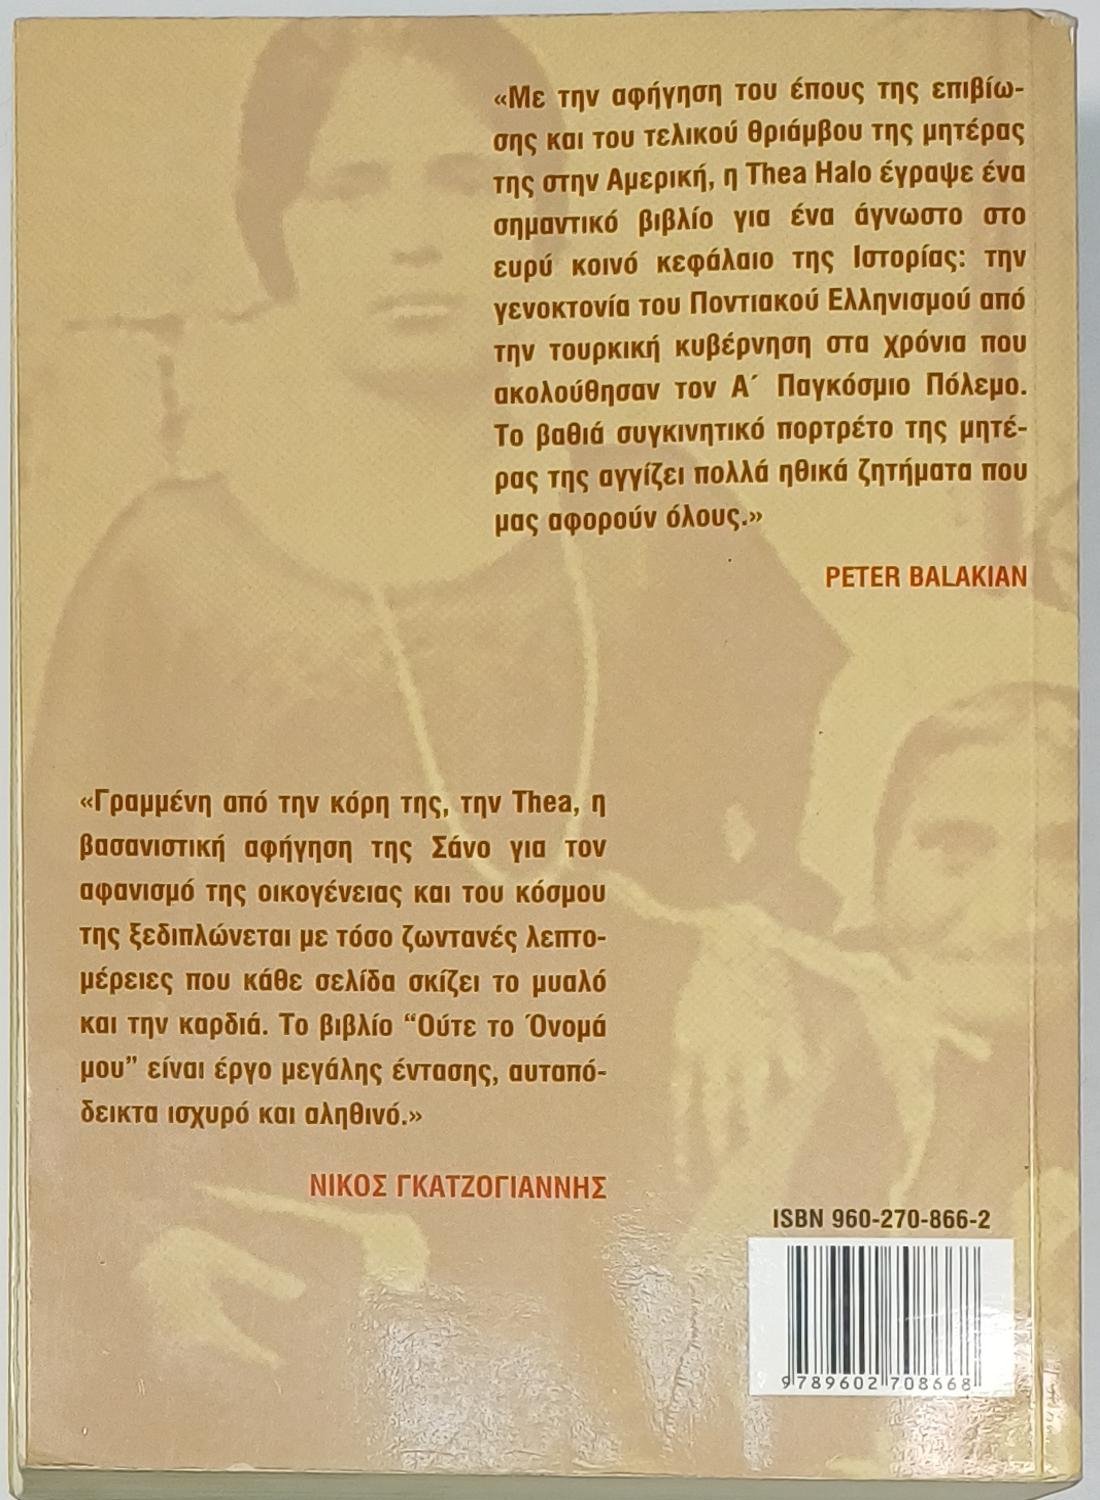 «Με την αφήγηση του έπους της επιβίω-
σης και του τελικού θριάμβου της μητέρας
της στην Αμερική, η Thea Halo έγραψε ένα
σημαντικό βιβλίο για ένα άγνωστο στο
ευρύ κοινό κεφάλαιο της Ιστορίας: την
γενοκτονία του Ποντιακού Ελληνισμού από
την τουρκική κυβέρνηση στα χρόνια που
ακολούθησαν τον Α΄ Παγκόσμιο Πόλεμο.
Το βαθιά συγκινητικό πορτρέτο της μητέ-
ρας της αγγίζει πολλά ηθικά ζητήματα που
μας αφορούν όλους.»
PETER BALAKIAN
«Γραμμένη από την κόρη της, την Thea, η
βασανιστική αφήγηση της Σάνο για τον
αφανισμό της οικογένειας και του κόσμου
της ξεδιπλώνεται με τόσο ζωντανές λεπτο-
μέρειες που κάθε σελίδα σκίζει το μυαλό
και την καρδιά. Το βιβλίο “Ούτε το Όνομά
μου” είναι έργο μεγάλης έντασης, αυταπό-
δεικτα ισχυρό και αληθινό.»
ΝΙΚΟΣ ΓΚΑΤΖΟΓΙΑΝΝΗΣ
ISBN 960-270-866-2
9789602708668